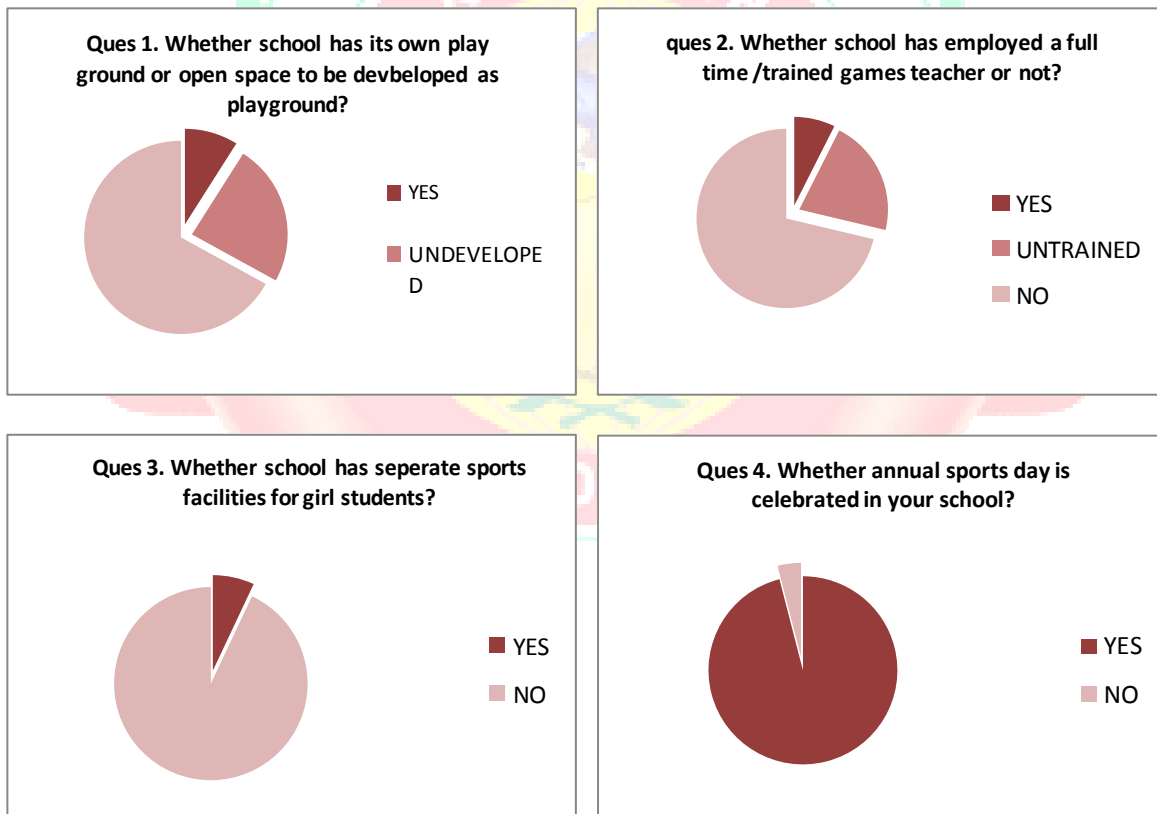 Ques 1. Whether school has its own play
ground or open space to be devbeloped as
playground?
YES
UNDEVELOPE
D
ques 2. Whether school has employed a full
time /trained games teacher or not?
YES
UNTRAINED
NO
Ques 3. Whether school has seperate sports
facilities for girl students?
YES
NO
Ques 4. Whether annual sports day is
celebrated in your school?
YES
NO